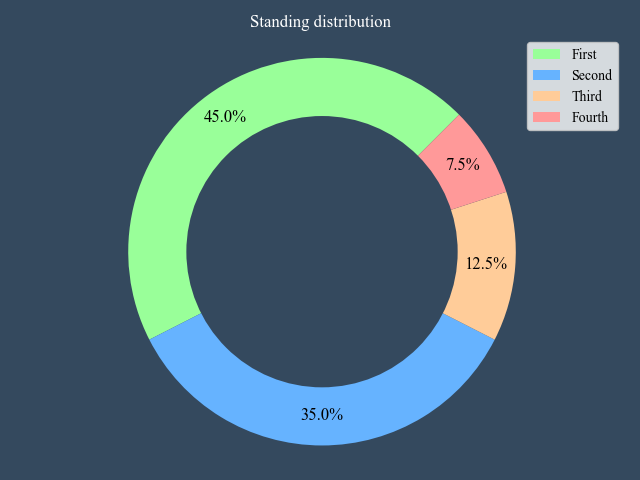 Standing distribution
First
Second
Third
Fourth
45.0%
7.5%
12.5%
35.0%